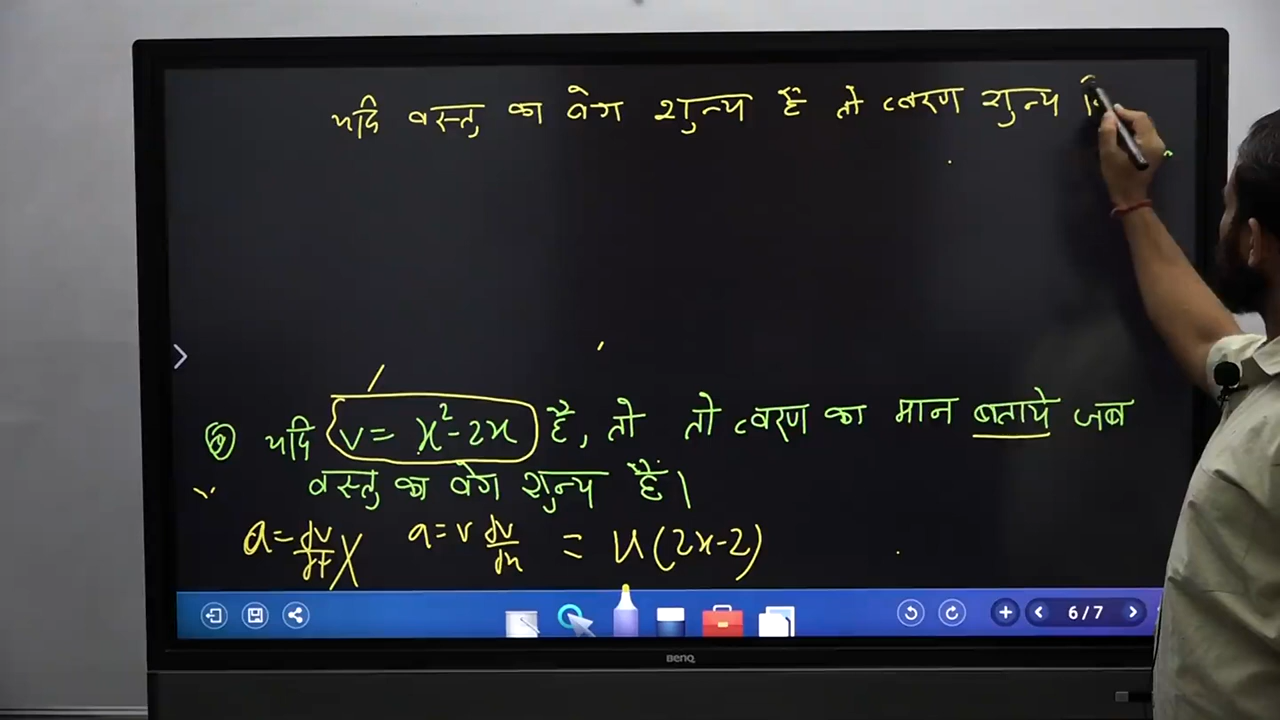 यदि वस्तु का वेग शुन्य है तो त्वरण शुन्य
यदि v = x²-2x है, तो तो त्वरण का मान बताये जब
वस्तु का वेग शुन्य है।
a = dv/dt X a = v dv/dx = v(2x-2)
6/7
BenQ